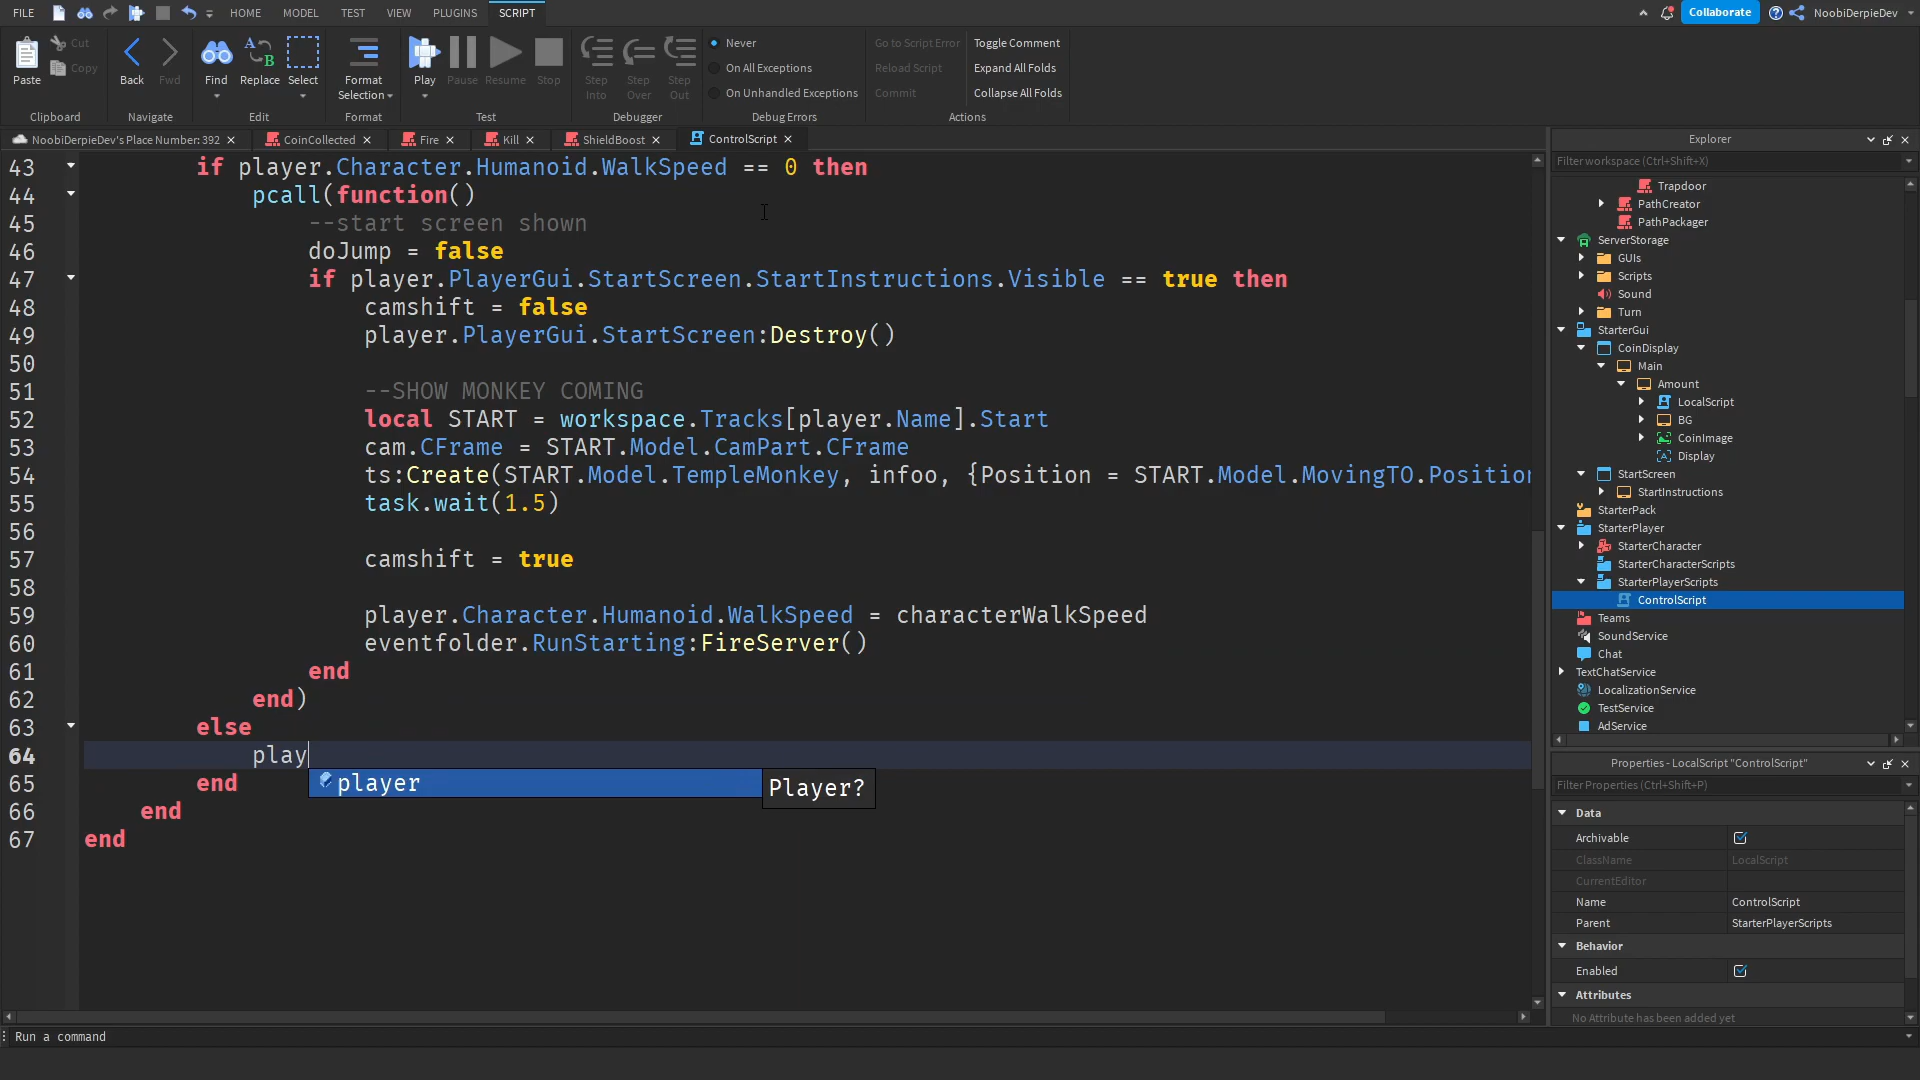 FILE HOME MODEL TEST VIEW PLUGINS SCRIPT Collaborate NoobiDerpieDev
Paste Cut Copy Back Fwd Find Replace Select Format Selection Play Pause Resume Stop Step Into Step Over Step Out
Never Go to Script Error Toggle Comment
On All Exceptions Reload Script Expand All Folds
On Unhandled Exceptions Commit Collapse All Folds
Clipboard Navigate Edit Format Test Debugger Debug Errors Actions
NoobiDerpieDev's Place Number: 392 CoinCollected Fire Kill ShieldBoost ControlScript
43 if player.Character.Humanoid.WalkSpeed == 0 then
44 pcall(function()
45 --start screen shown
46 doJump = false
47 if player.PlayerGui.StartScreen.StartInstructions.Visible == true then
48 camshift = false
49 player.PlayerGui.StartScreen:Destroy()
50
51 --SHOW MONKEY COMING
52 local START = workspace.Tracks[player.Name].Start
53 cam.CFrame = START.Model.CamPart.CFrame
54 ts:Create(START.Model.TempleMonkey, infoo, {Position = START.Model.MovingTO.Position
55 task.wait(1.5)
56
57 camshift = true
58
59 player.Character.Humanoid.WalkSpeed = characterWalkSpeed
60 eventfolder.RunStarting:FireServer()
61 end
62 end)
63 else
64 play
65 end
66 end
67 end
player Player?
Run a command
Explorer
Filter workspace (Ctrl+Shift+X)
Trapdoor
PathCreator
PathPackager
ServerStorage
GUIs
Scripts
Sound
Turn
StarterGui
CoinDisplay
Main
Amount
LocalScript
BG
CoinImage
Display
StartScreen
StartInstructions
StarterPack
StarterPlayer
StarterCharacter
StarterCharacterScripts
StarterPlayerScripts
ControlScript
Teams
SoundService
Chat
TextChatService
LocalizationService
TestService
AdService
Properties - LocalScript "ControlScript"
Filter Properties (Ctrl+Shift+P)
Data
Archivable
ClassName LocalScript
CurrentEditor
Name ControlScript
Parent StarterPlayerScripts
Behavior
Enabled
Attributes
No Attribute has been added yet